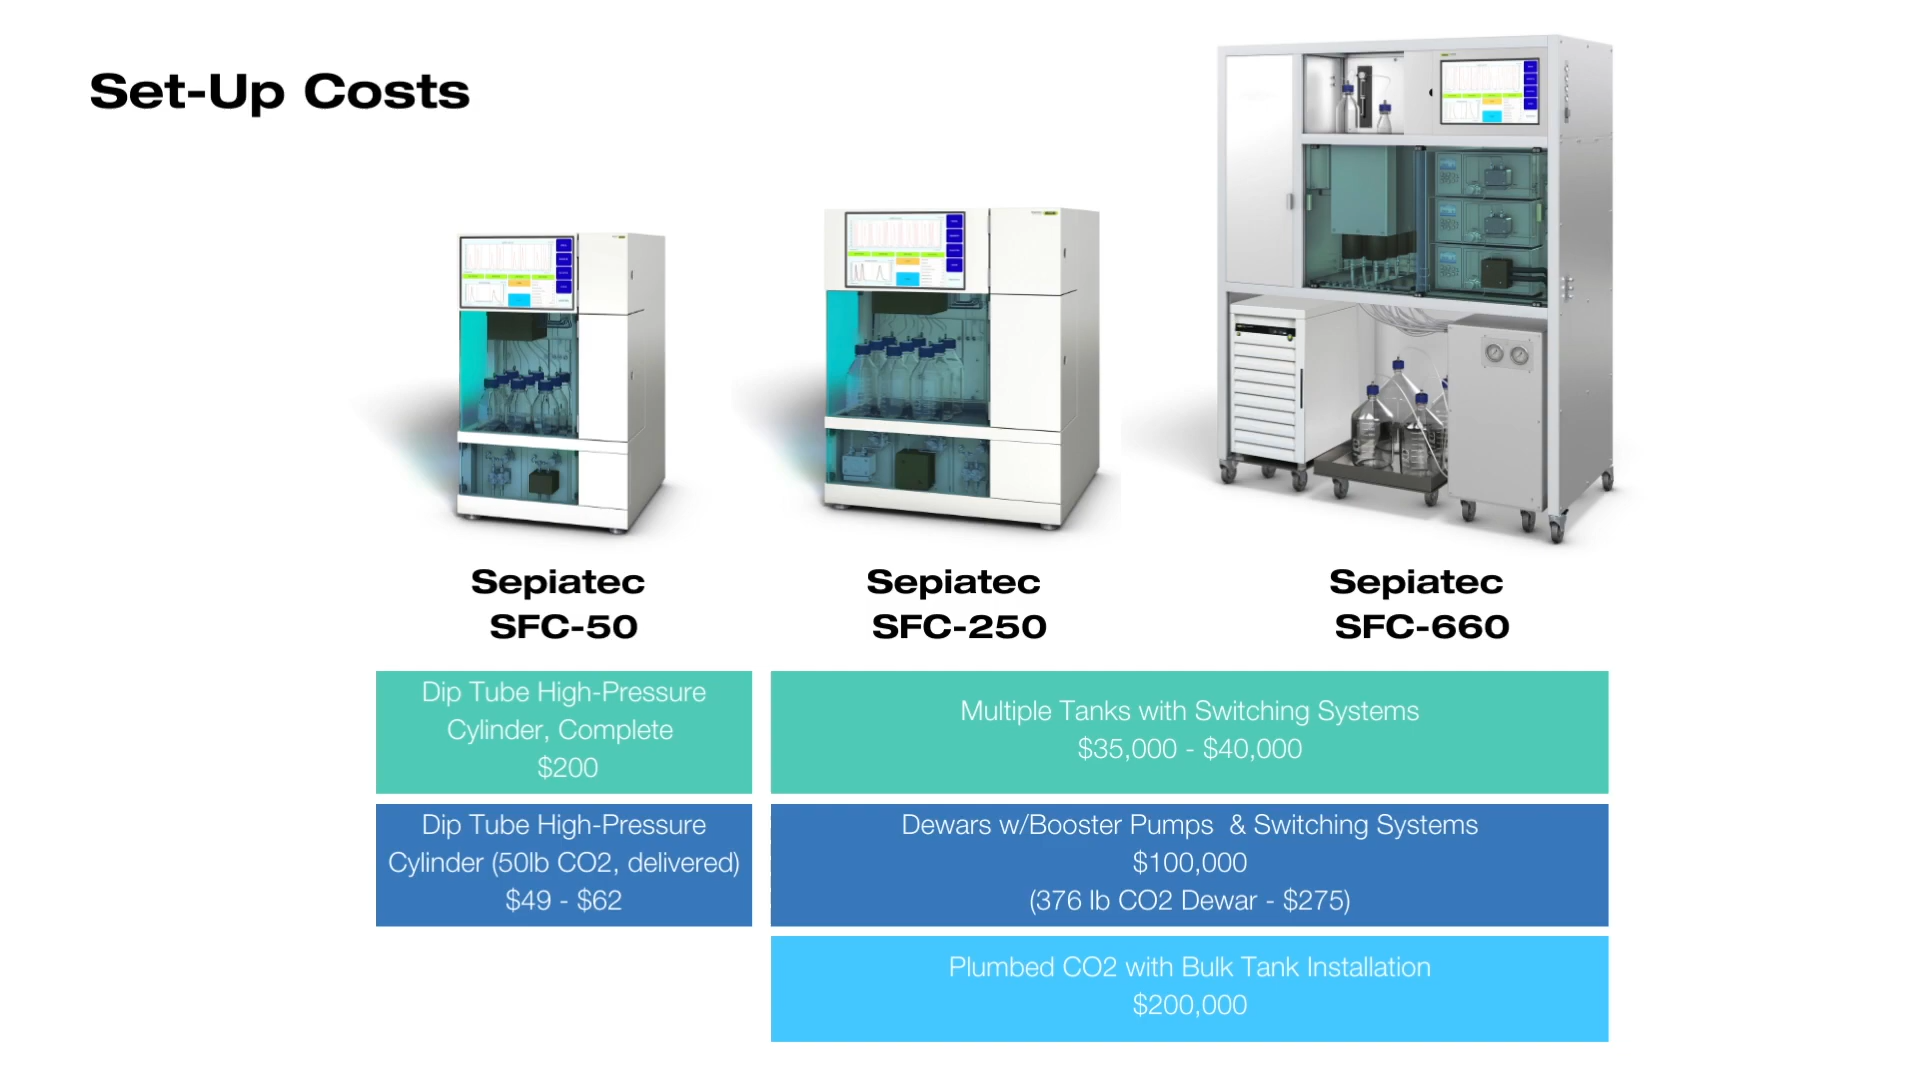 Set-Up Costs
Sepiatec
SFC-50
Sepiatec
SFC-250
Sepiatec
SFC-660
Dip Tube High-Pressure
Cylinder, Complete
$200
Multiple Tanks with Switching Systems
$35,000 - $40,000
Dip Tube High-Pressure
Cylinder (50lb CO2, delivered)
$49 - $62
Dewars w/Booster Pumps  & Switching Systems
$100,000
(376 lb CO2 Dewar - $275)
Plumbed CO2 with Bulk Tank Installation
$200,000